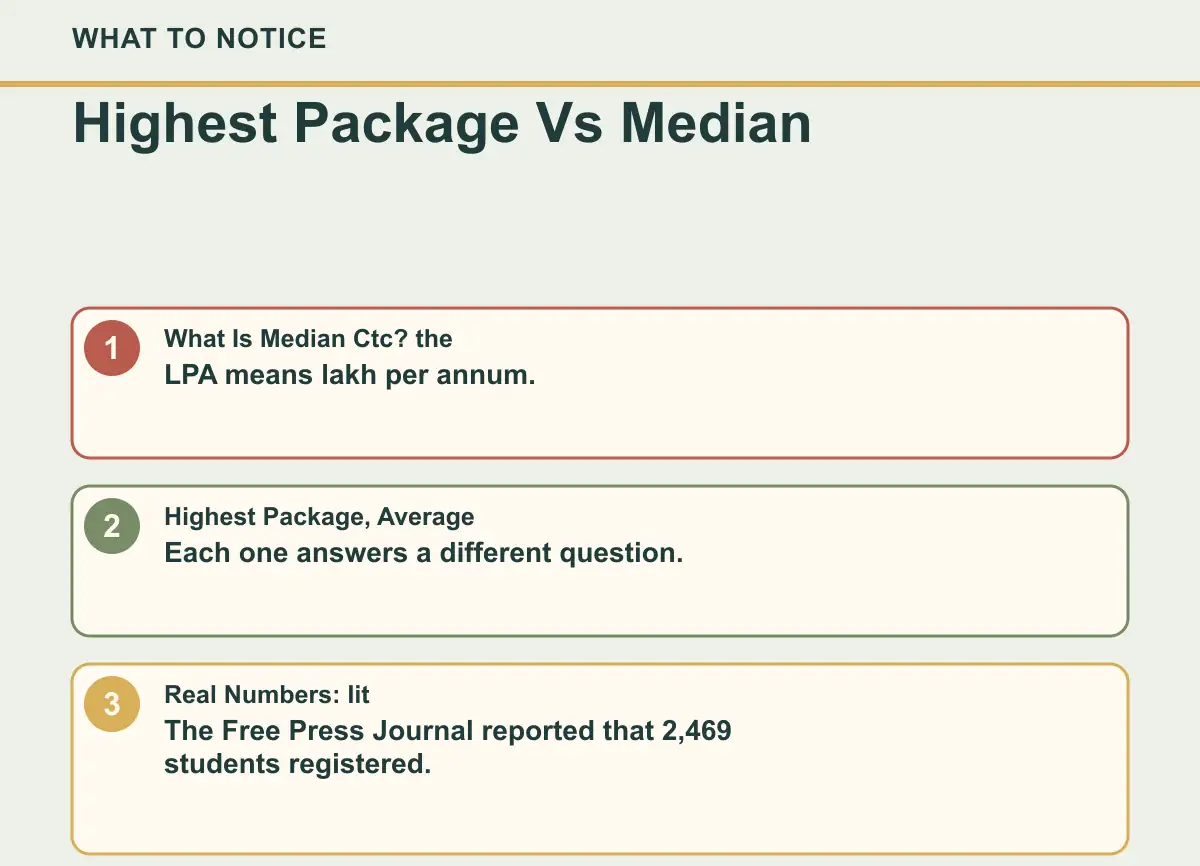 WHAT TO NOTICE
Highest Package Vs Median
1
What Is Median Ctc? the
LPA means lakh per annum.
2
Highest Package, Average
Each one answers a different question.
3
Real Numbers: Iit
The Free Press Journal reported that 2,469
students registered.